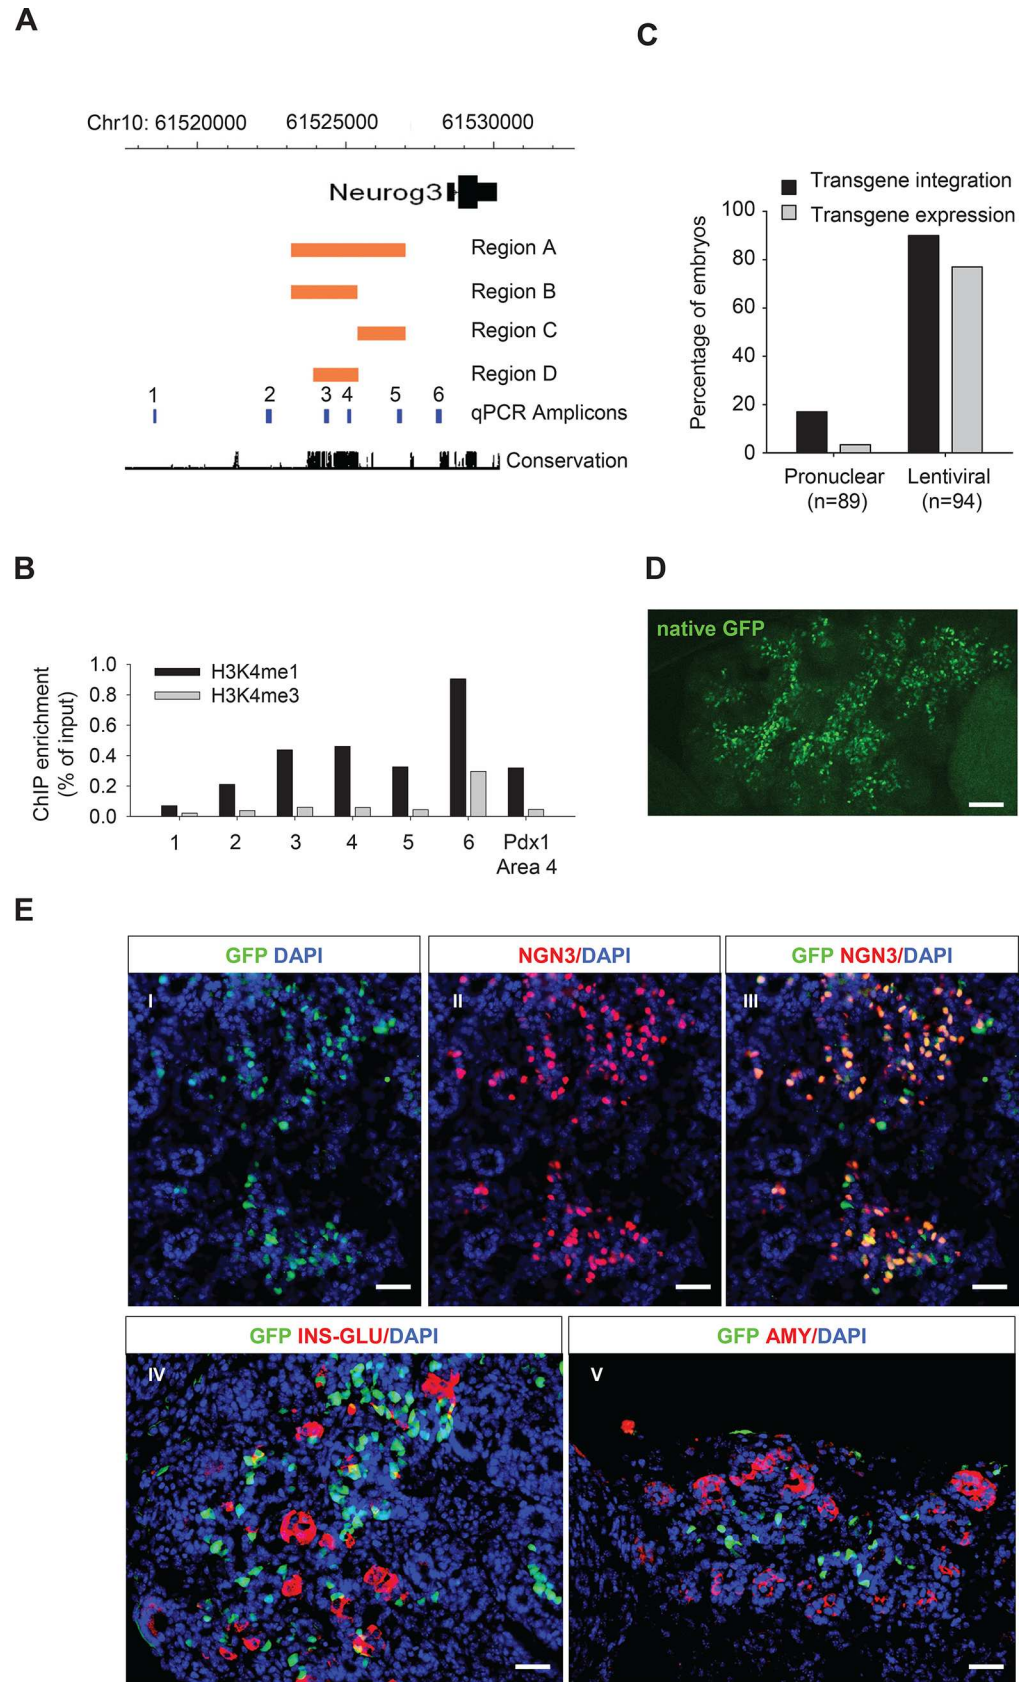 A
Chr10: 61520000 61525000 61530000
Neurog3
Region A
Region B
Region C
Region D
1 2 3 4 5 6
qPCR Amplicons
Conservation
C
Transgene integration
Transgene expression
Percentage of embryos
100
80
60
40
20
0
Pronuclear
(n=89)
Lentiviral
(n=94)
B
ChIP enrichment
(% of input)
1.0
0.8
0.6
0.4
0.2
0.0
H3K4me1
H3K4me3
1 2 3 4 5 6 Pdx1
Area 4
D
native GFP
E
GFP DAPI
I
NGN3/DAPI
II
GFP NGN3/DAPI
III
GFP INS-GLU/DAPI
IV
GFP AMY/DAPI
V